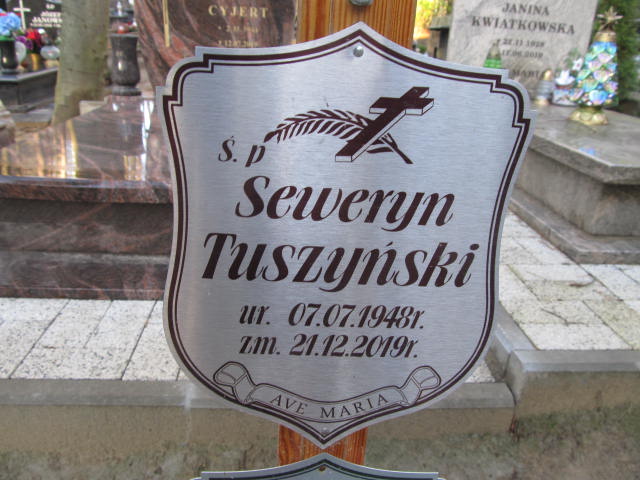 CYJERT
JANINA
KWIATKOWSKA
Ś. p
Seweryn
Tuszyński
ur. 07.07.1948r.
zm. 21.12.2019r.
AVE MARIA